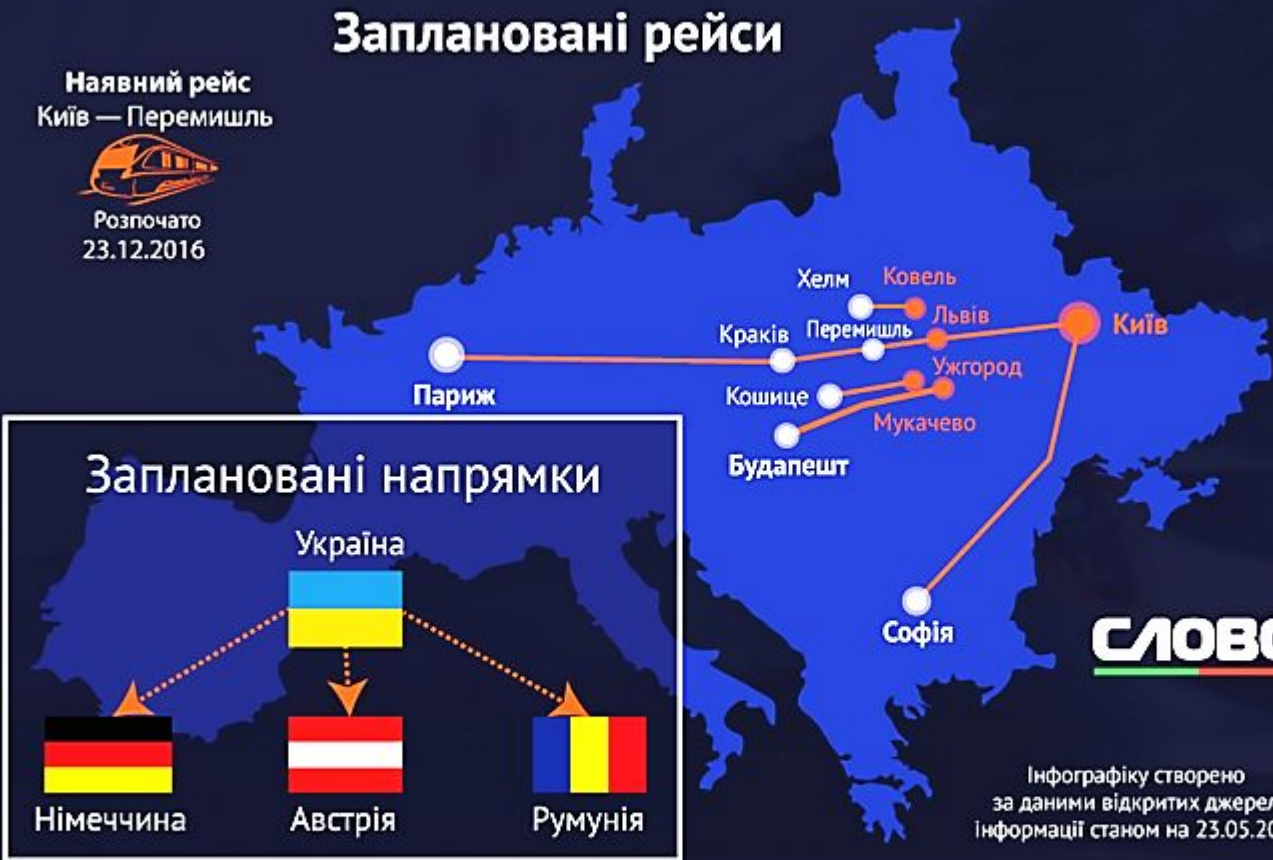 Заплановані рейси
Наявний рейс
Київ — Перемишль
Розпочато
23.12.2016
Хелм
Ковель
Львів
Київ
Краків
Перемишль
Париж
Ужгород
Кошице
Мукачево
Будапешт
Софія
Заплановані напрямки
Україна
Німеччина
Австрія
Румунія
СЛОВО
Інфографіку створено
за даними відкритих джерел
інформації станом на 23.05.20